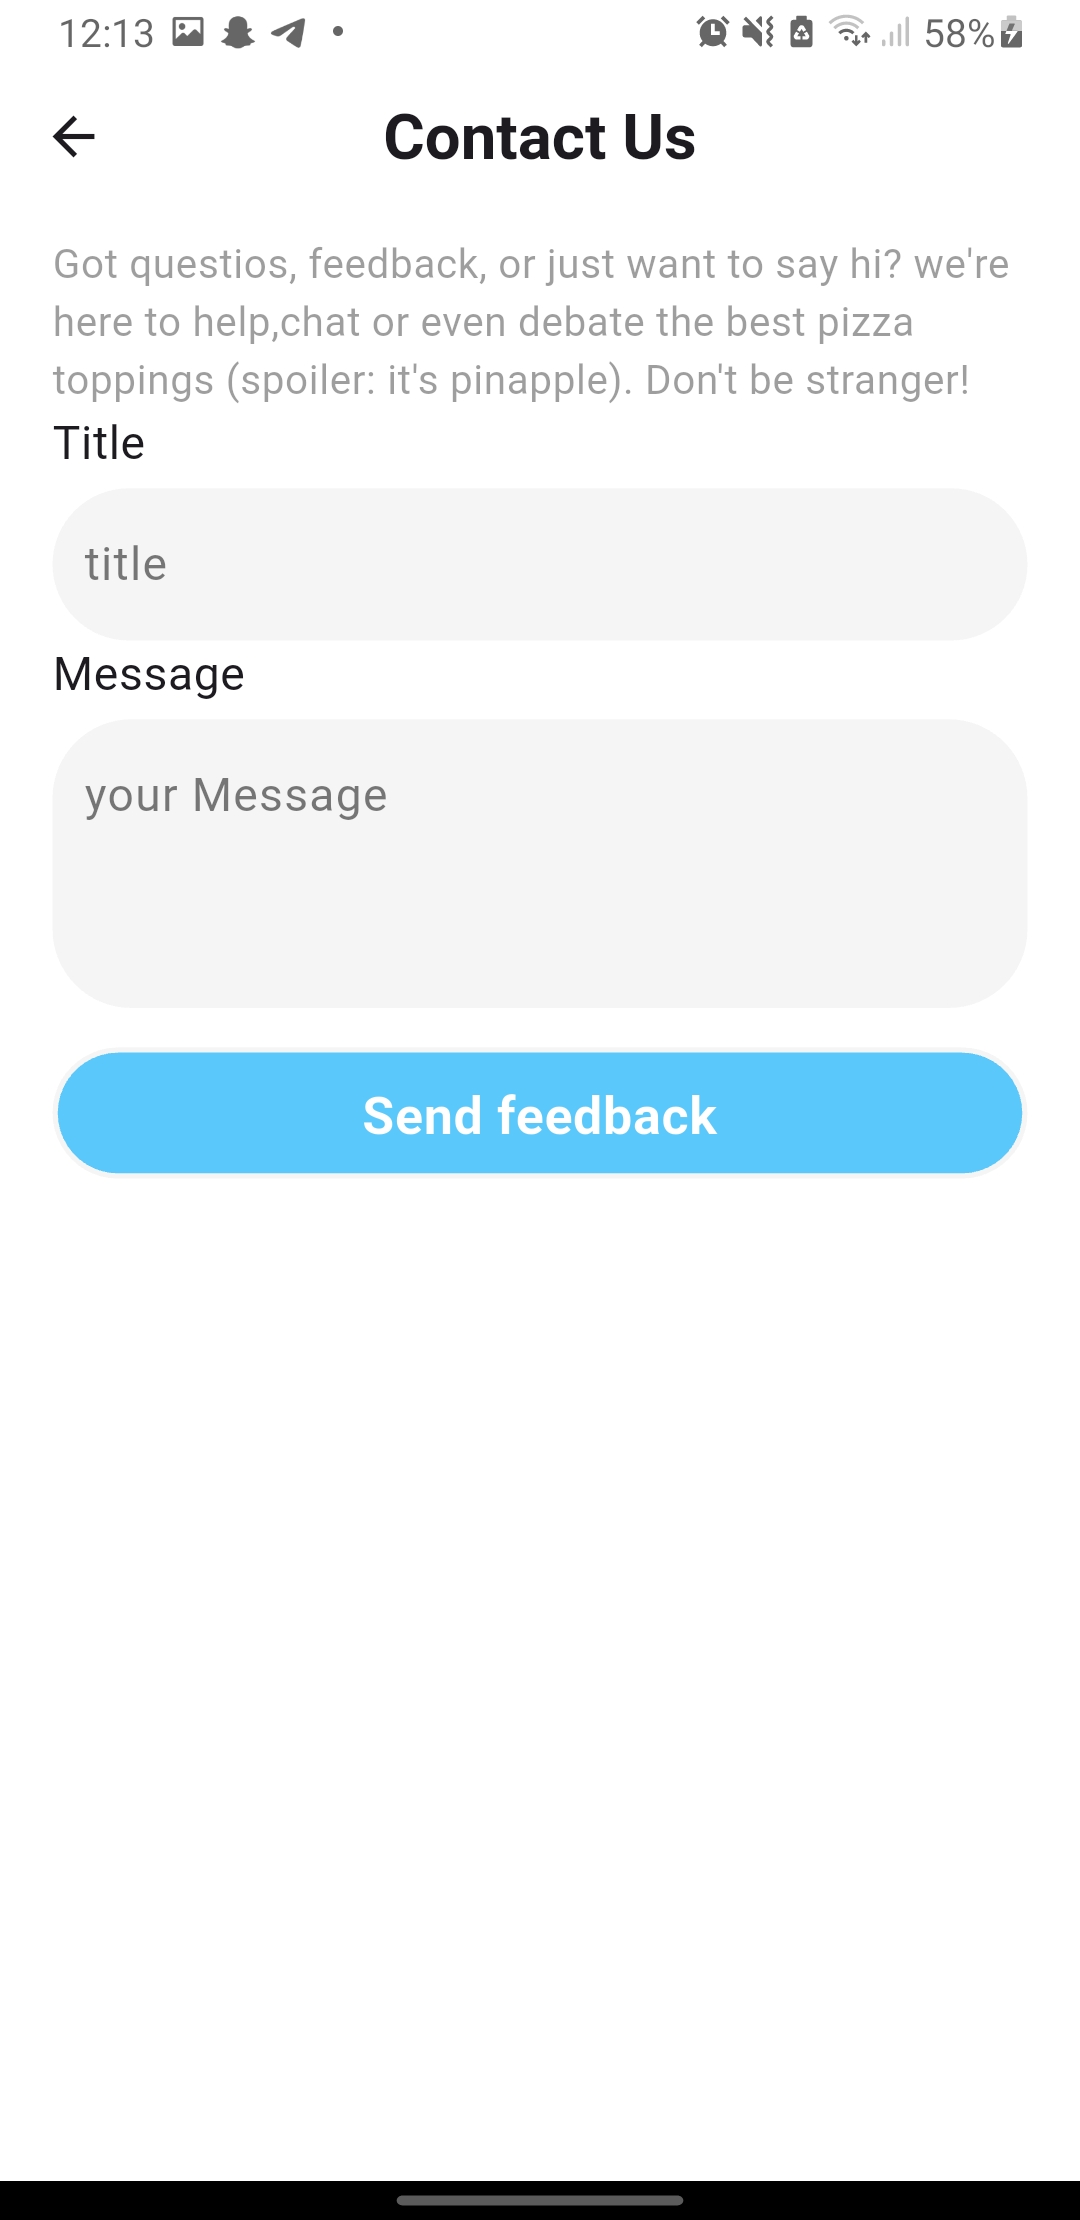 12:13 58%
Contact Us
Got questios, feedback, or just want to say hi? we're
here to help,chat or even debate the best pizza
toppings (spoiler: it's pinapple). Don't be stranger!
Title
title
Message
your Message
Send feedback